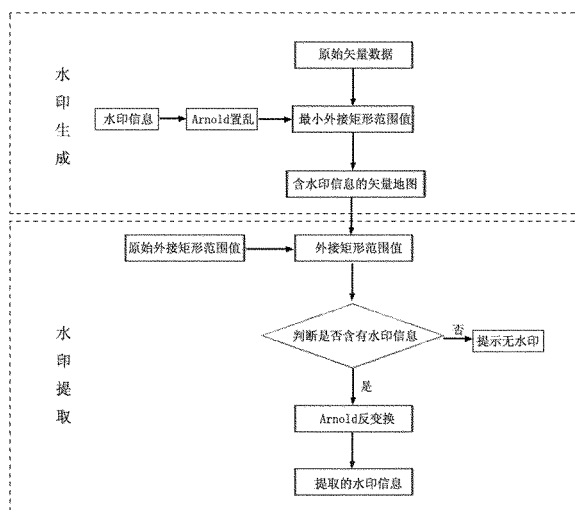 水印生成
原始矢量数据
水印信息
Arnold置乱
最小外接矩形范围值
含水印信息的矢量地图
水印提取
原始外接矩形范围值
外接矩形范围值
判断是否含有水印信息
否
提示无水印
是
Arnold反变换
提取的水印信息